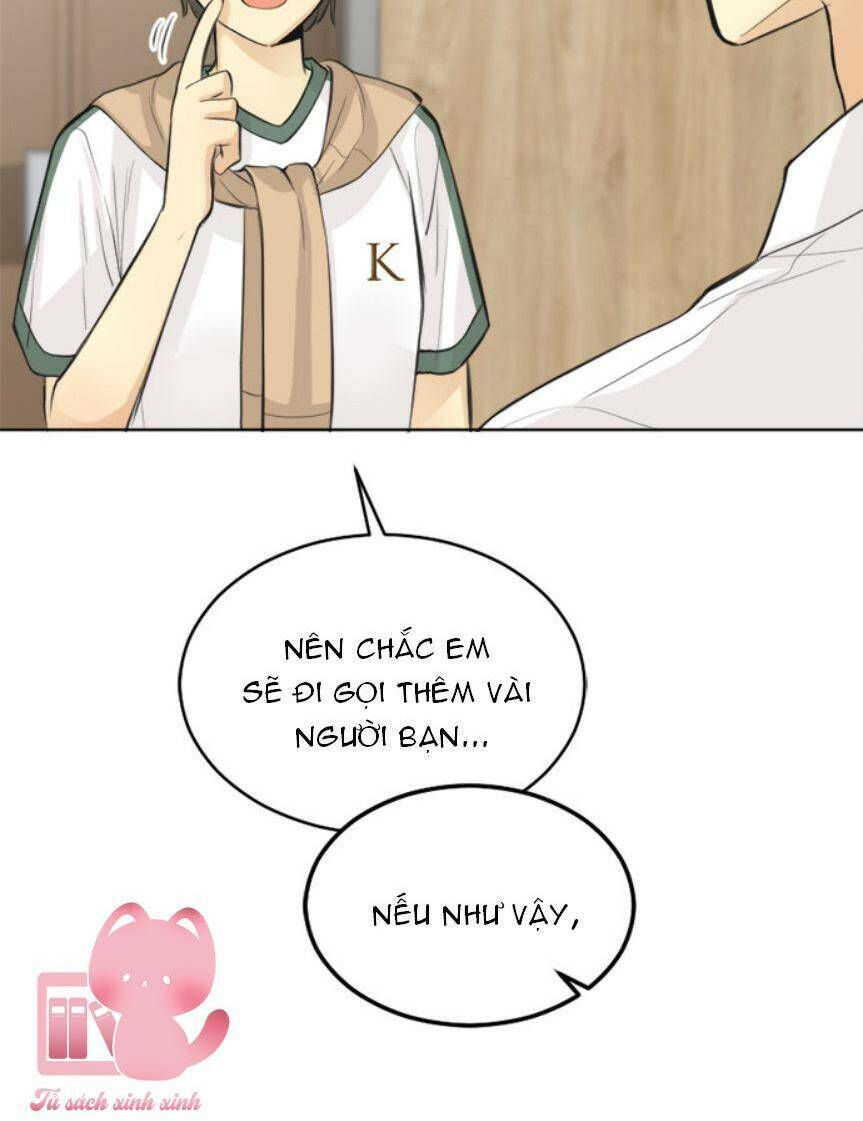 K
NÊN CHẮC EM
SẼ ĐI GỌI THÊM VÀI
NGƯỜI BẠN...
NẾU NHƯ VẬY,
Tủ sách xinh xinh